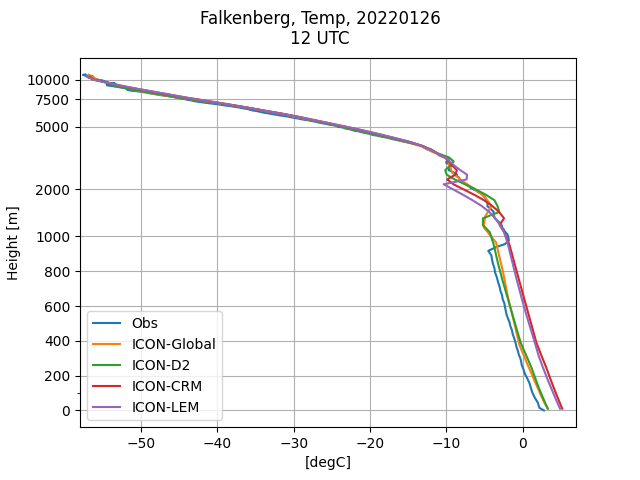 Falkenberg, Temp, 20220126
12 UTC
10000
7500
5000
2000
1000
800
600
400
200
0
Height [m]
Obs
ICON-Global
ICON-D2
ICON-CRM
ICON-LEM
−50
−40
−30
−20
−10
0
[degC]